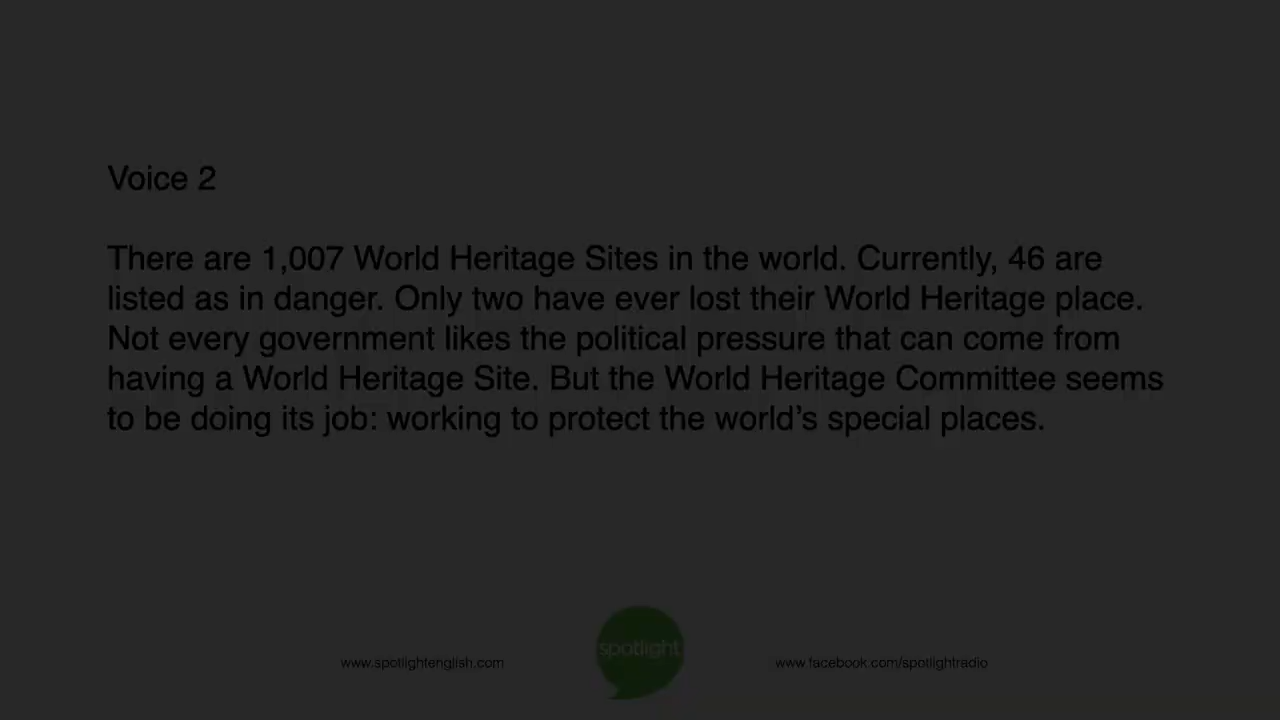 Voice 2
There are 1,007 World Heritage Sites in the world. Currently, 46 are
listed as in danger. Only two have ever lost their World Heritage place.
Not every government likes the political pressure that can come from
having a World Heritage Site. But the World Heritage Committee seems
to be doing its job: working to protect the world’s special places.
spotlight
www.spotlightenglish.com
www.facebook.com/spotlightradio